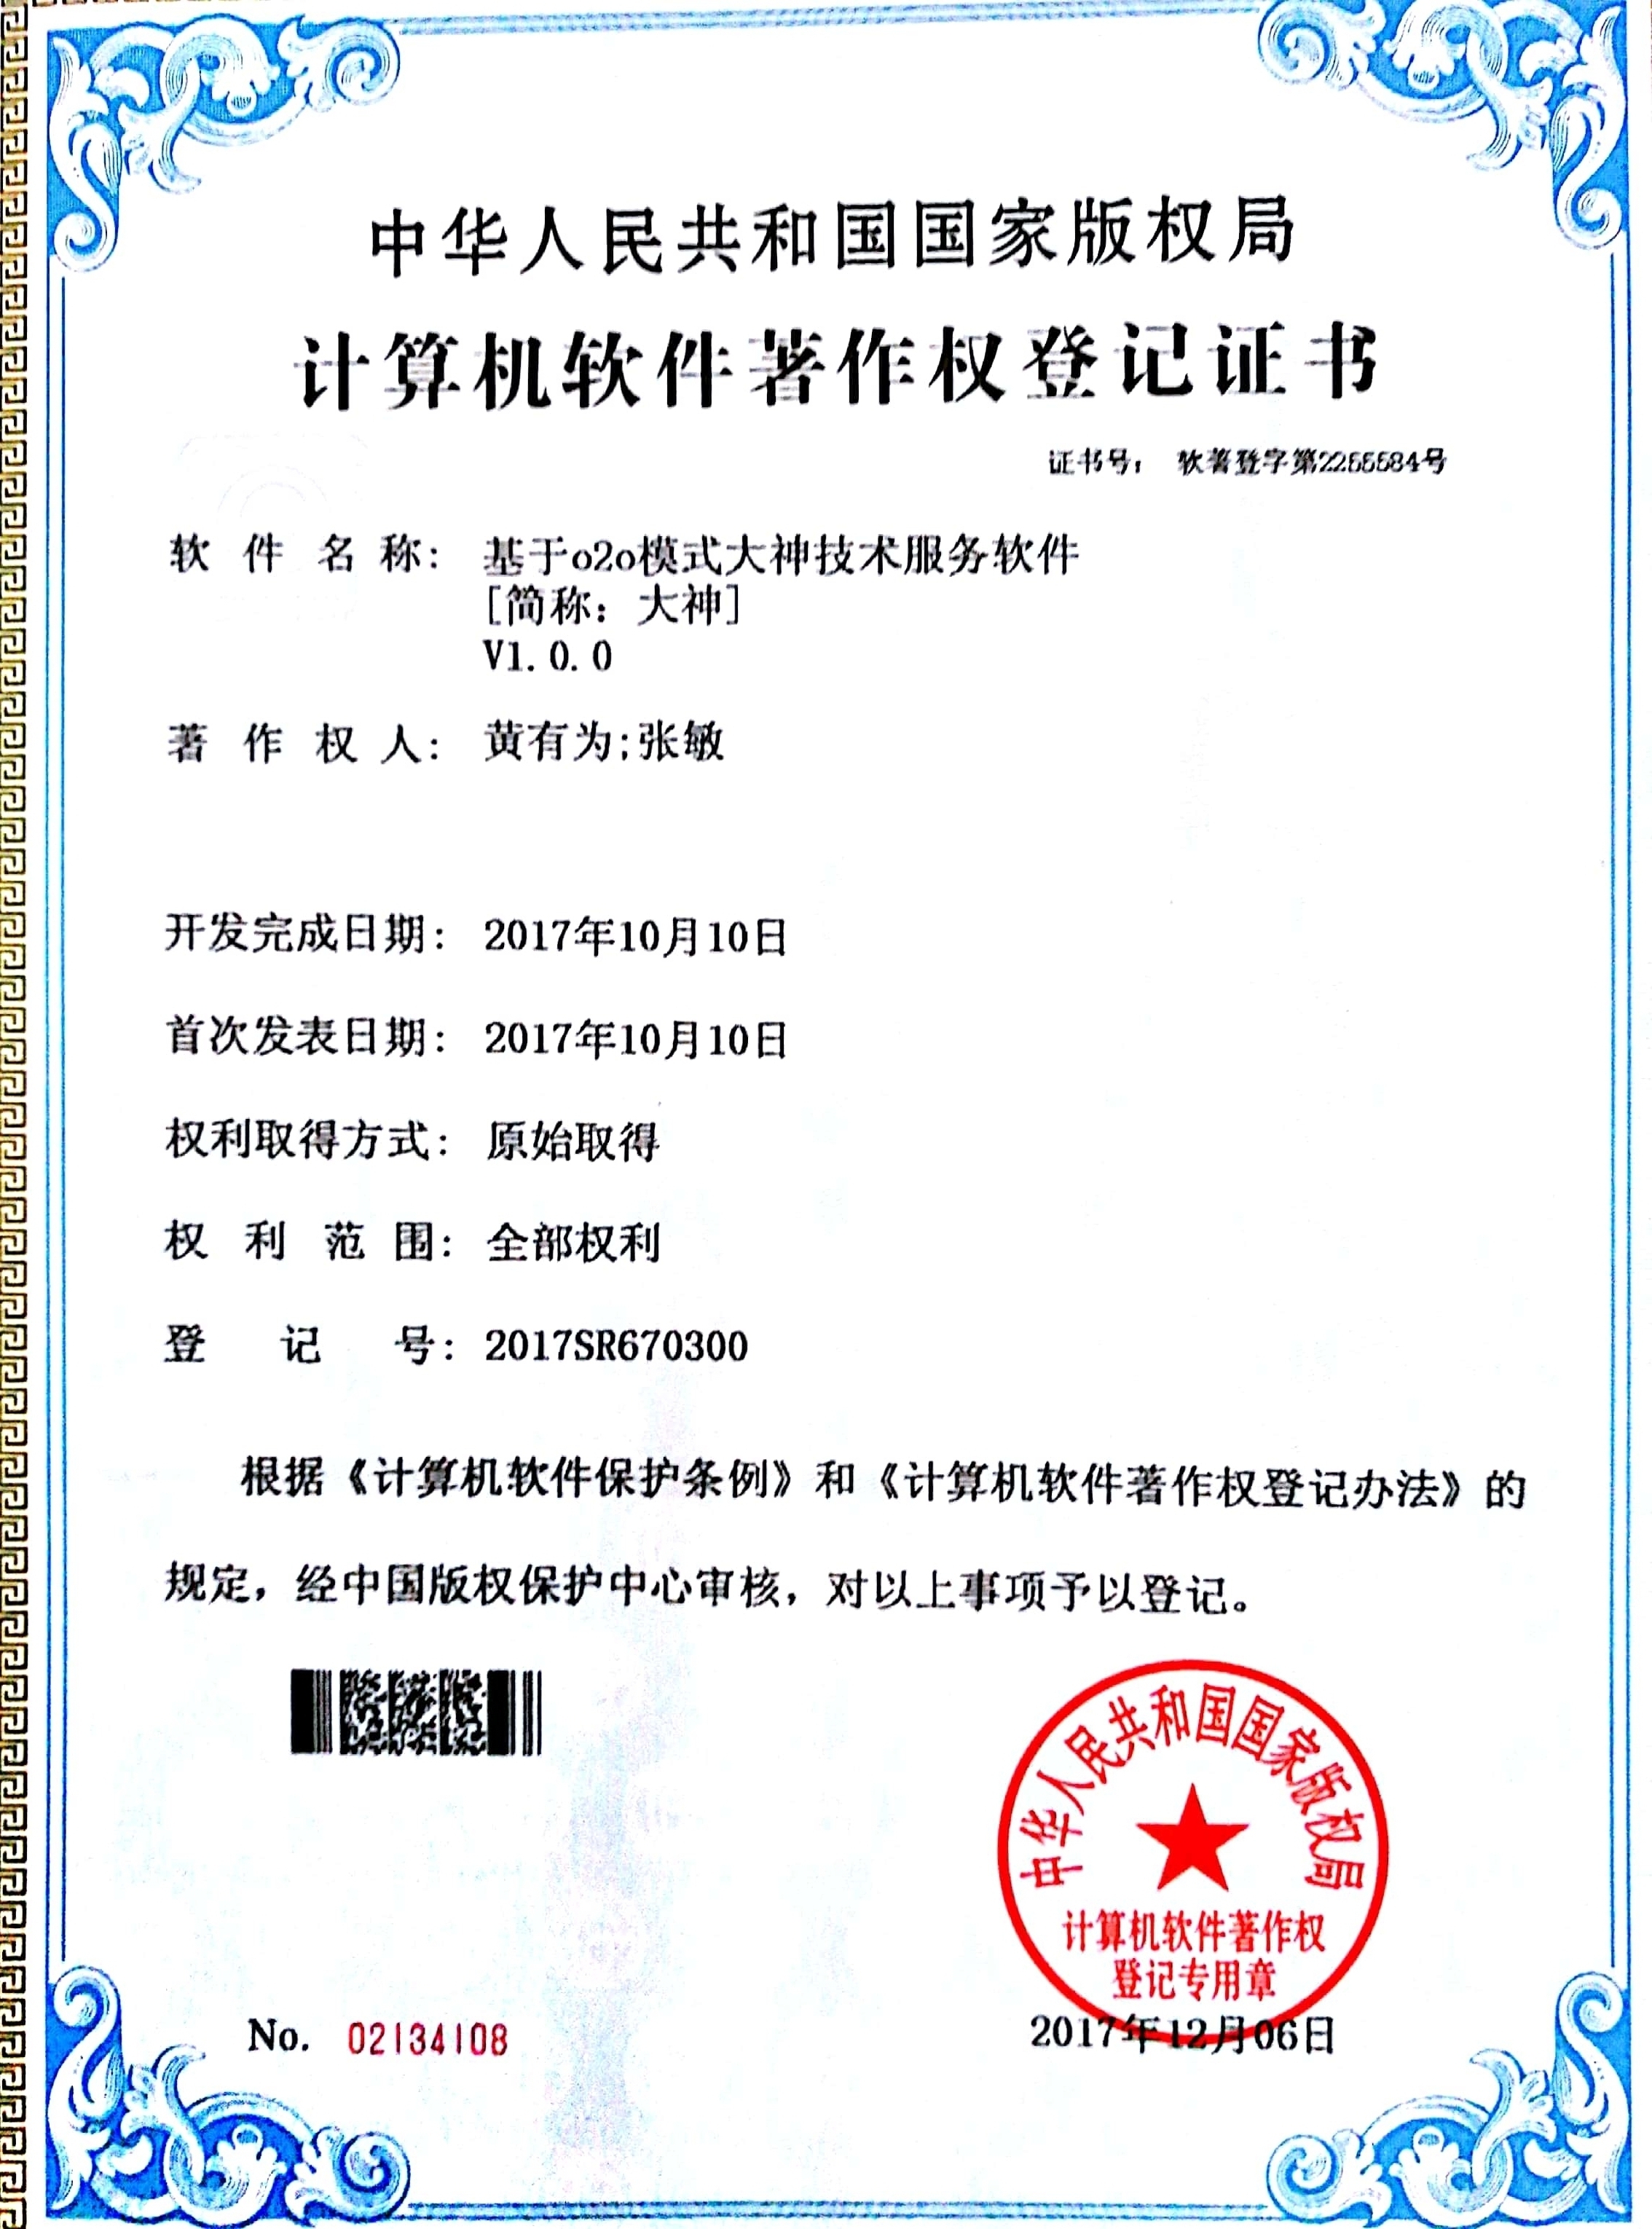 中华人民共和国国家版权局
计算机软件著作权登记证书
证书号： 软著登字第2255584号
软件名称： 基于o2o模式大神技术服务软件
[简称：大神]
V1.0.0
著作权人： 黄有为;张敏
开发完成日期： 2017年10月10日
首次发表日期： 2017年10月10日
权利取得方式： 原始取得
权利范围： 全部权利
登记号： 2017SR670300
根据《计算机软件保护条例》和《计算机软件著作权登记办法》的
规定，经中国版权保护中心审核，对以上事项予以登记。
中华人民共和国国家版权局
计算机软件著作权
登记专用章
No. 02134108
2017年12月06日